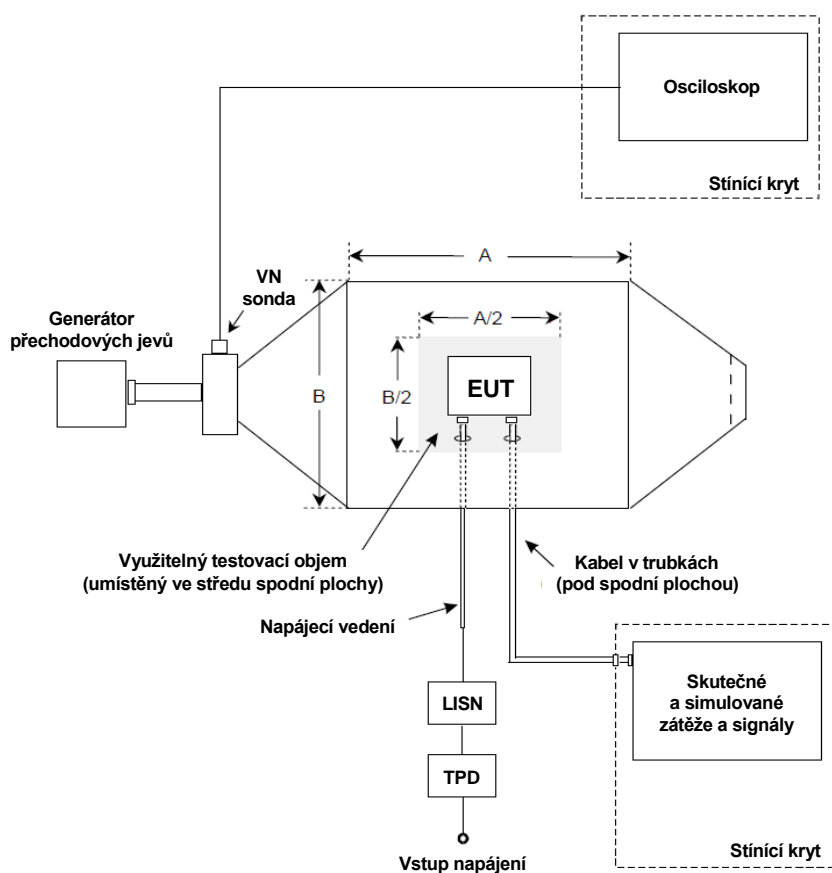 Osciloskop
Stínící kryt
A
VN
sonda
Generátor
přechodových jevů
A/2
B
B/2
EUT
Využitelný testovací objem
(umístěný ve středu spodní plochy)
Kabel v trubkách
(pod spodní plochou)
Napájecí vedení
LISN
Skutečné
a simulované
zátěže a signály
TPD
Vstup napájení
Stínící kryt